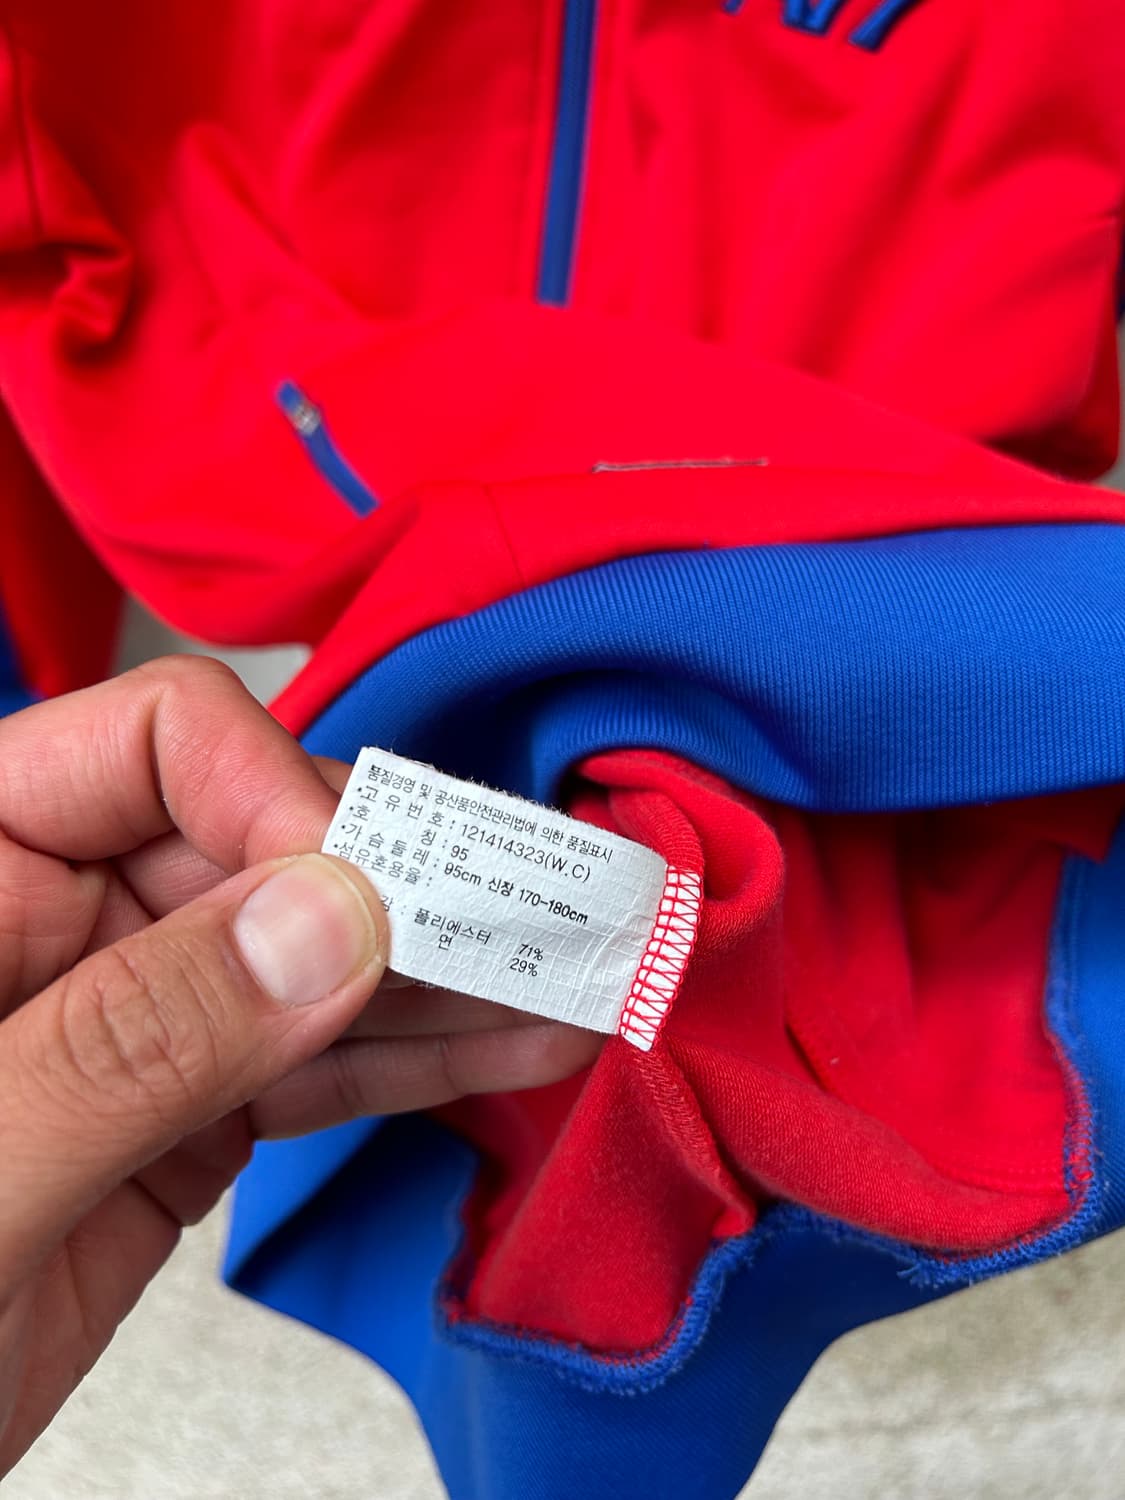 품질경영 및 공산품안전관리법에 의한 품질표시
·고 유 번 호 : 121414323(W.C)
·호 칭 : 95
·가 슴 둘 레 : 95cm 신장 170-180cm
·섬유혼용율 :
감 : 폴리에스터 71%
면 29%